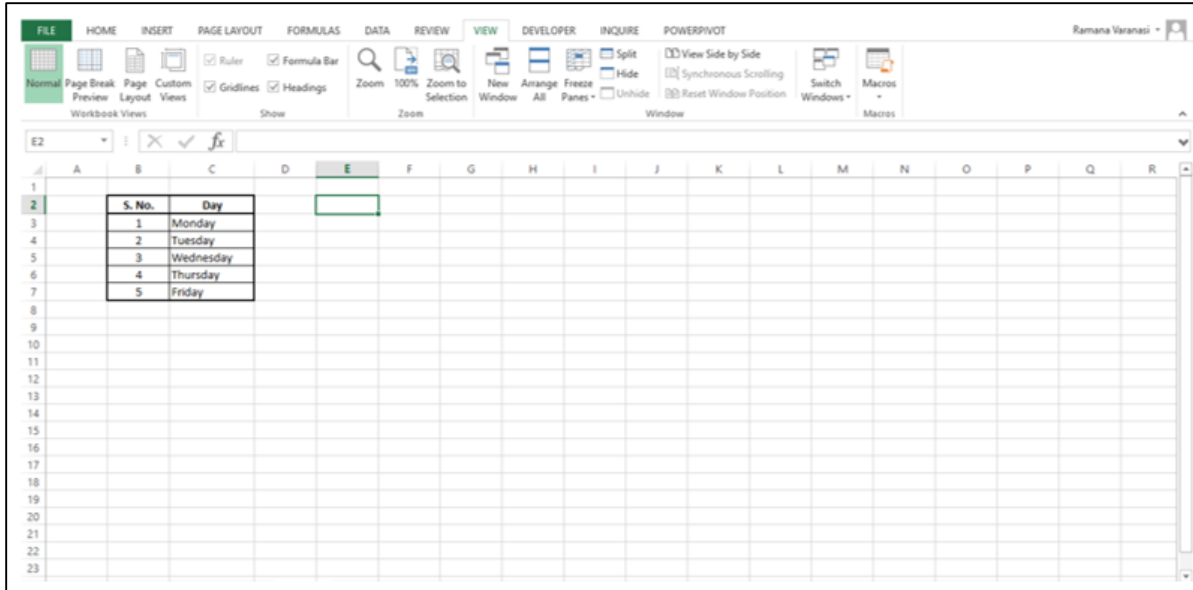 FILE HOME INSERT PAGE LAYOUT FORMULAS DATA REVIEW VIEW DEVELOPER INQUIRE POWERPIVOT Ramana Varanasi
Normal Page Break Preview Page Layout Custom Views
Workbook Views
Ruler Formula Bar
Gridlines Headings
Show
Zoom 100% Zoom to Selection
Zoom
New Window Arrange All Freeze Panes
Split
Hide
Unhide
View Side by Side
Synchronous Scrolling
Reset Window Position
Switch Windows
Window
Macros
Macros
E2 fx
A B C D E F G H I J K L M N O P Q R
1
2 S. No. Day
3 1 Monday
4 2 Tuesday
5 3 Wednesday
6 4 Thursday
7 5 Friday
8
9
10
11
12
13
14
15
16
17
18
19
20
21
22
23